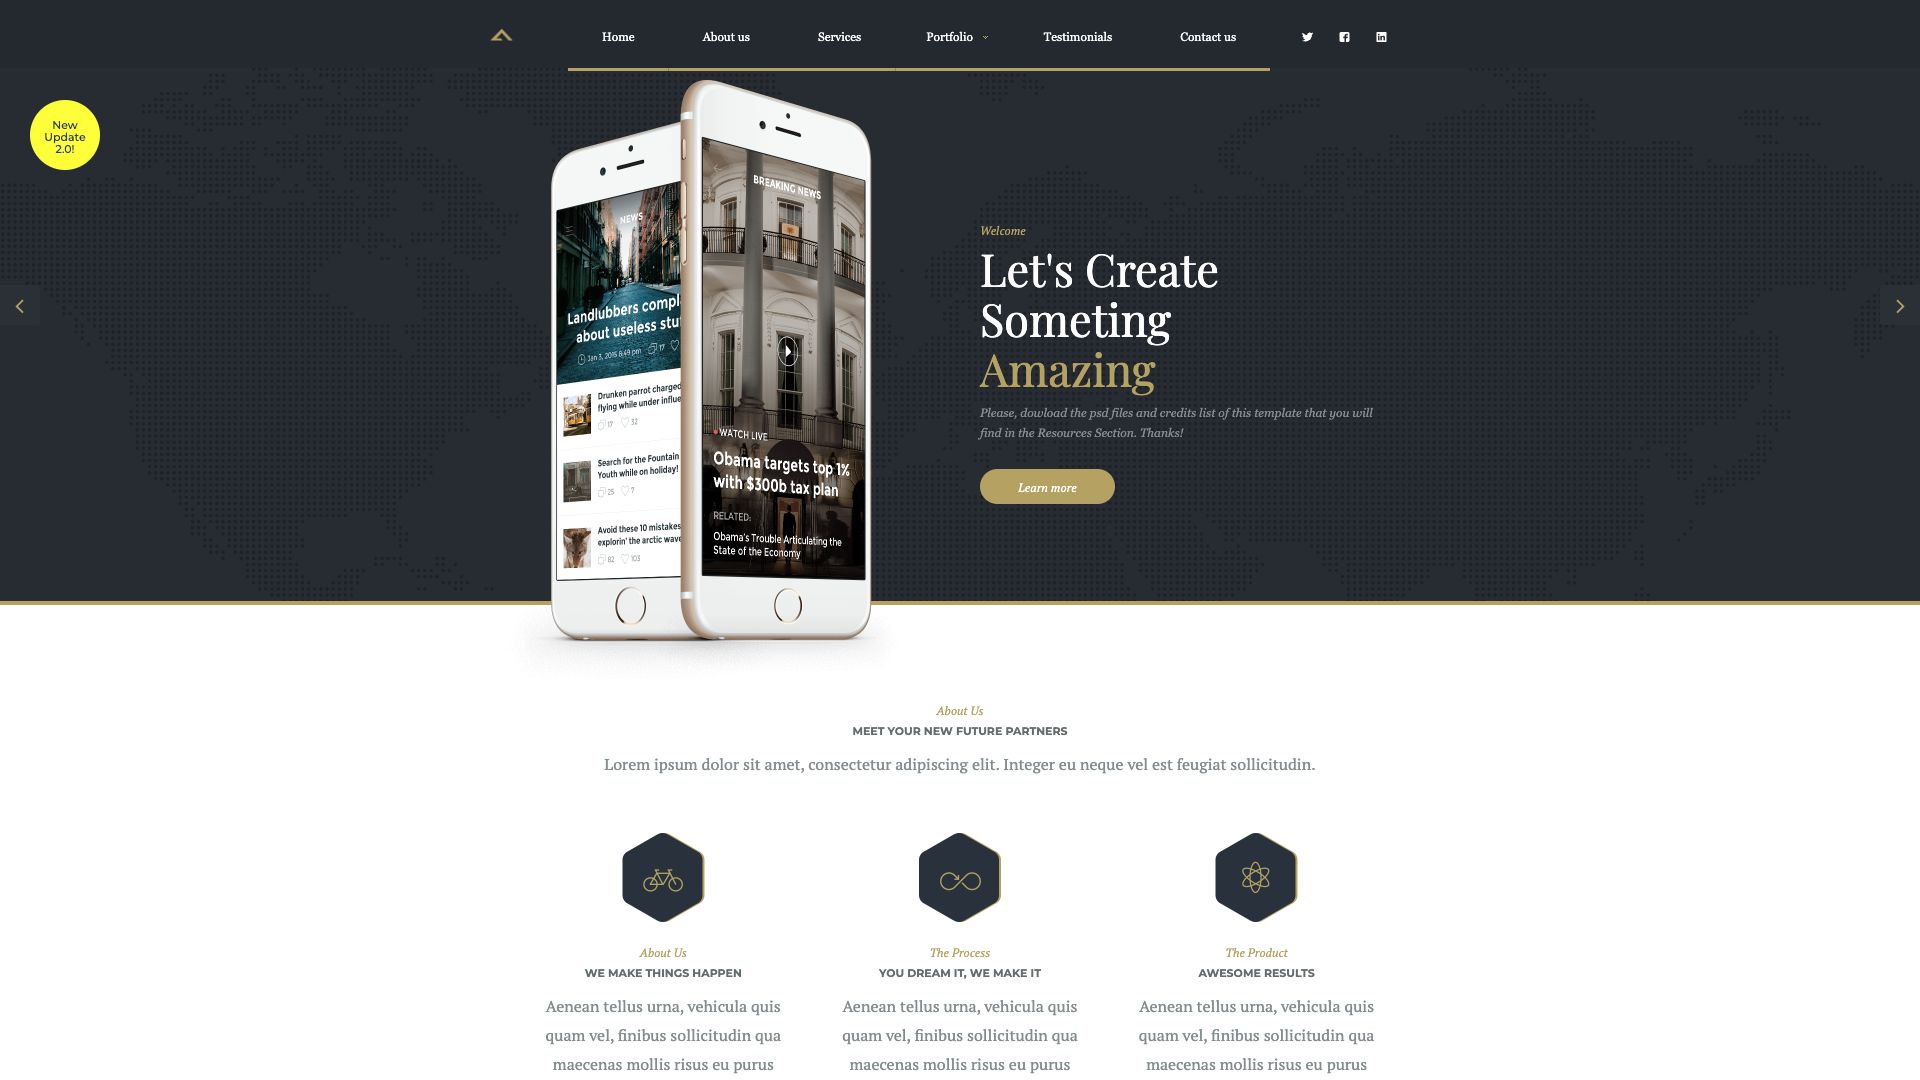 Home
About us
Services
Portfolio
Testimonials
Contact us
New
Update
2.0!
NEWS
Landlubbers compl
about useless stuf
Jan 3, 2015 8:49 pm 17
Drunken parrot charged
flying while under influe
17 32
Search for the Fountain
Youth while on holiday!
25 7
Avoid these 10 mistakes
explorin' the arctic wave
82 103
BREAKING NEWS
WATCH LIVE
Obama targets top 1%
with $300b tax plan
RELATED:
Obama's Trouble Articulating the
State of the Economy
Welcome
Let's Create
Someting
Amazing
Please, dowload the psd files and credits list of this template that you will
find in the Resources Section. Thanks!
Learn more
About Us
MEET YOUR NEW FUTURE PARTNERS
Lorem ipsum dolor sit amet, consectetur adipiscing elit. Integer eu neque vel est feugiat sollicitudin.
About Us
WE MAKE THINGS HAPPEN
Aenean tellus urna, vehicula quis
quam vel, finibus sollicitudin qua
maecenas mollis risus eu purus
The Process
YOU DREAM IT, WE MAKE IT
Aenean tellus urna, vehicula quis
quam vel, finibus sollicitudin qua
maecenas mollis risus eu purus
The Product
AWESOME RESULTS
Aenean tellus urna, vehicula quis
quam vel, finibus sollicitudin qua
maecenas mollis risus eu purus